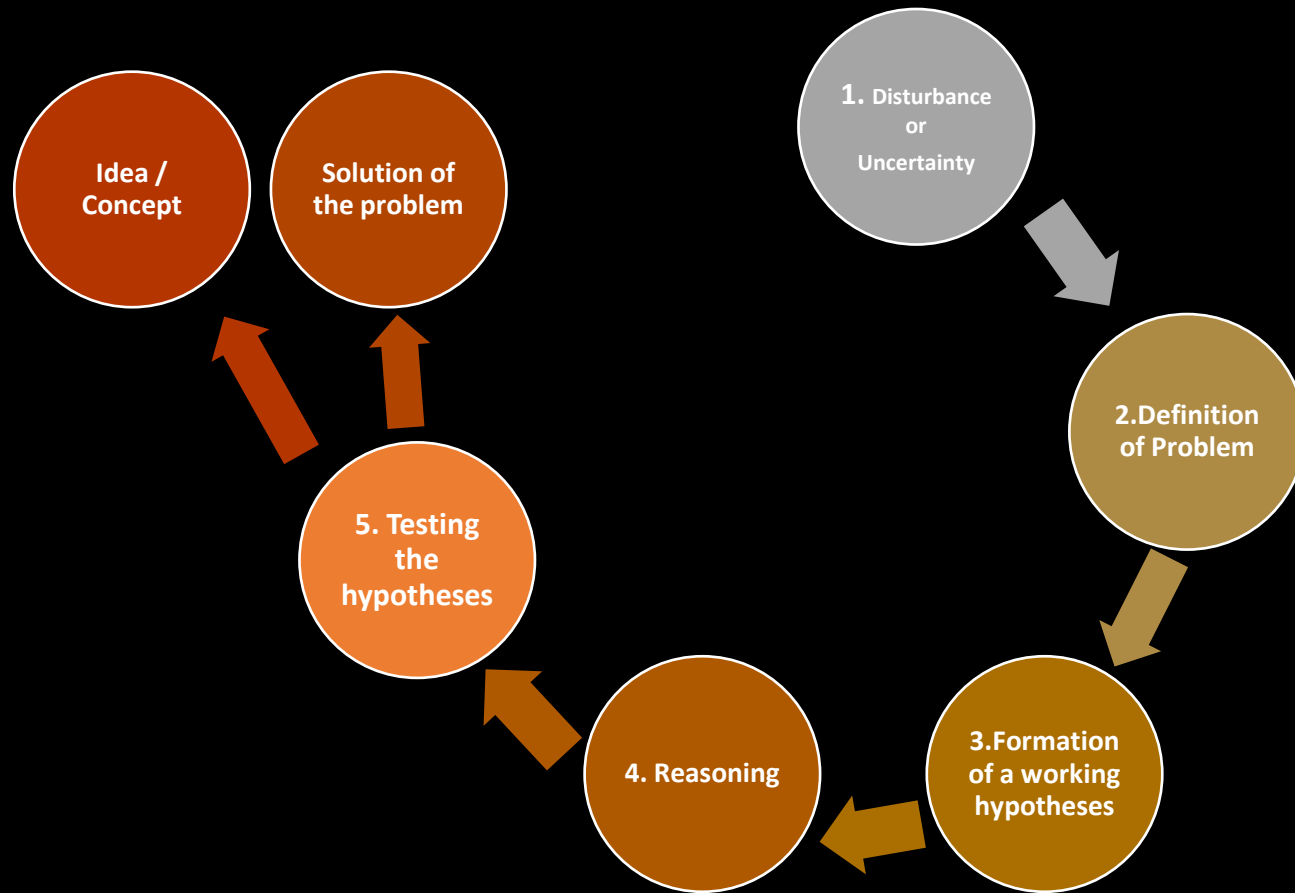 1. Disturbance
or
Uncertainty
2.Definition
of Problem
3.Formation
of a working
hypotheses
4. Reasoning
5. Testing
the
hypotheses
Solution of
the problem
Idea /
Concept